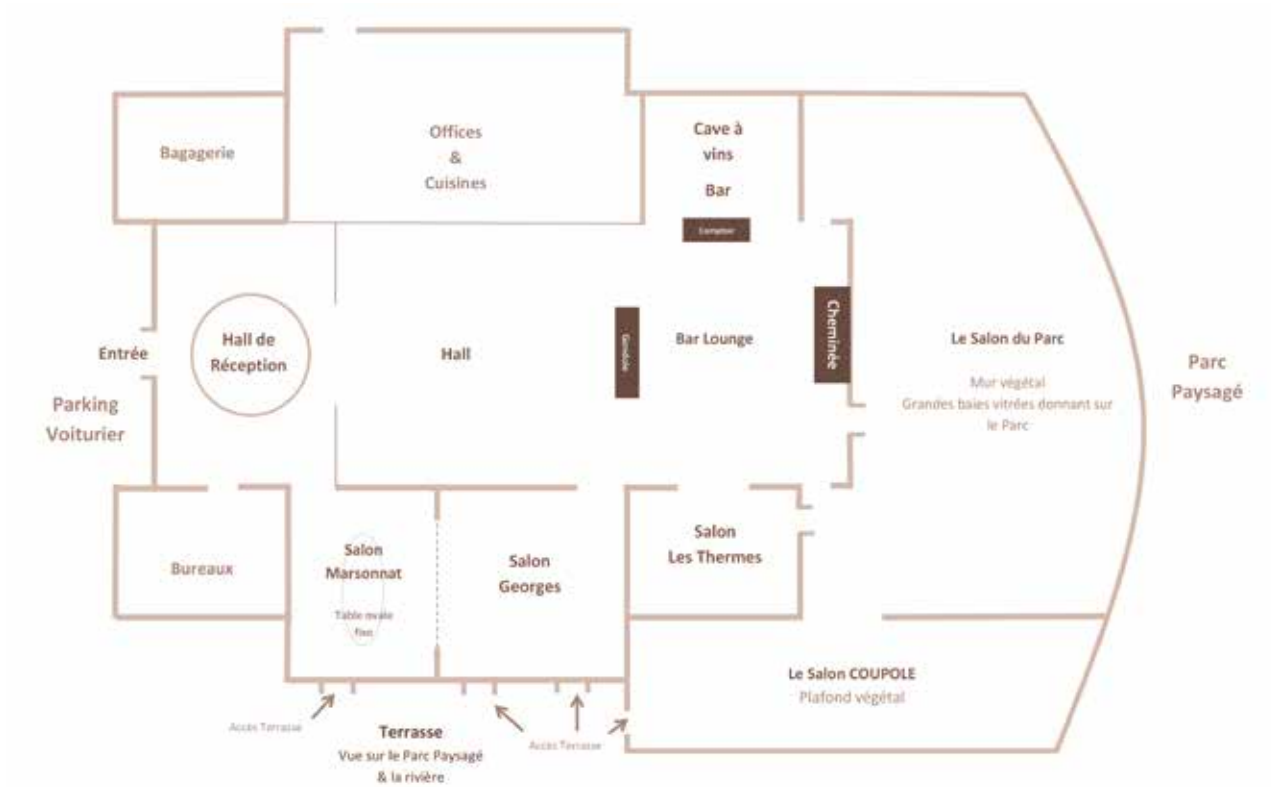 Bagagerie
Offices
&
Cuisines
Cave à
vins
Bar
Comptoir
Entrée
Parking
Voiturier
Hall de
Réception
Hall
Bar Lounge
Cheminée
Le Salon du Parc
Mur végétal
Grandes baies vitrées donnant sur
le Parc
Parc
Paysagé
Bureaux
Salon
Marsonnat
Table ovale
fixe
Salon
Georges
Salon
Les Thermes
Le Salon COUPOLE
Plafond végétal
Accès Terrasse
Terrasse
Vue sur le Parc Paysagé
& la rivière
Accès Terrasse